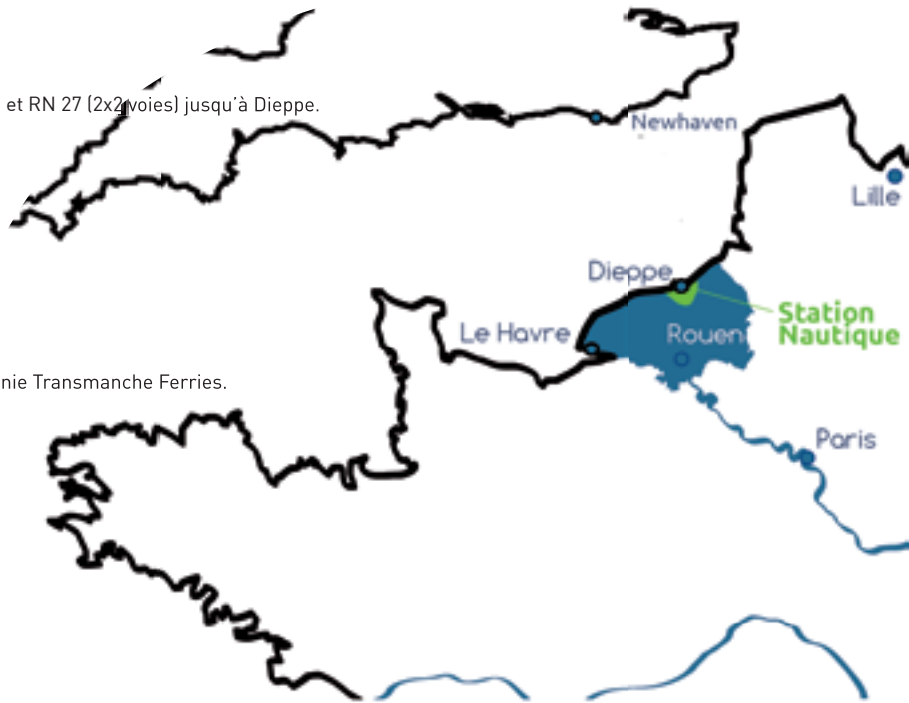 et RN 27 (2x2 voies) jusqu'à Dieppe.
Newhaven
Lille
Dieppe
Station
Nautique
Le Havre
Rouen
nie Transmanche Ferries.
Paris